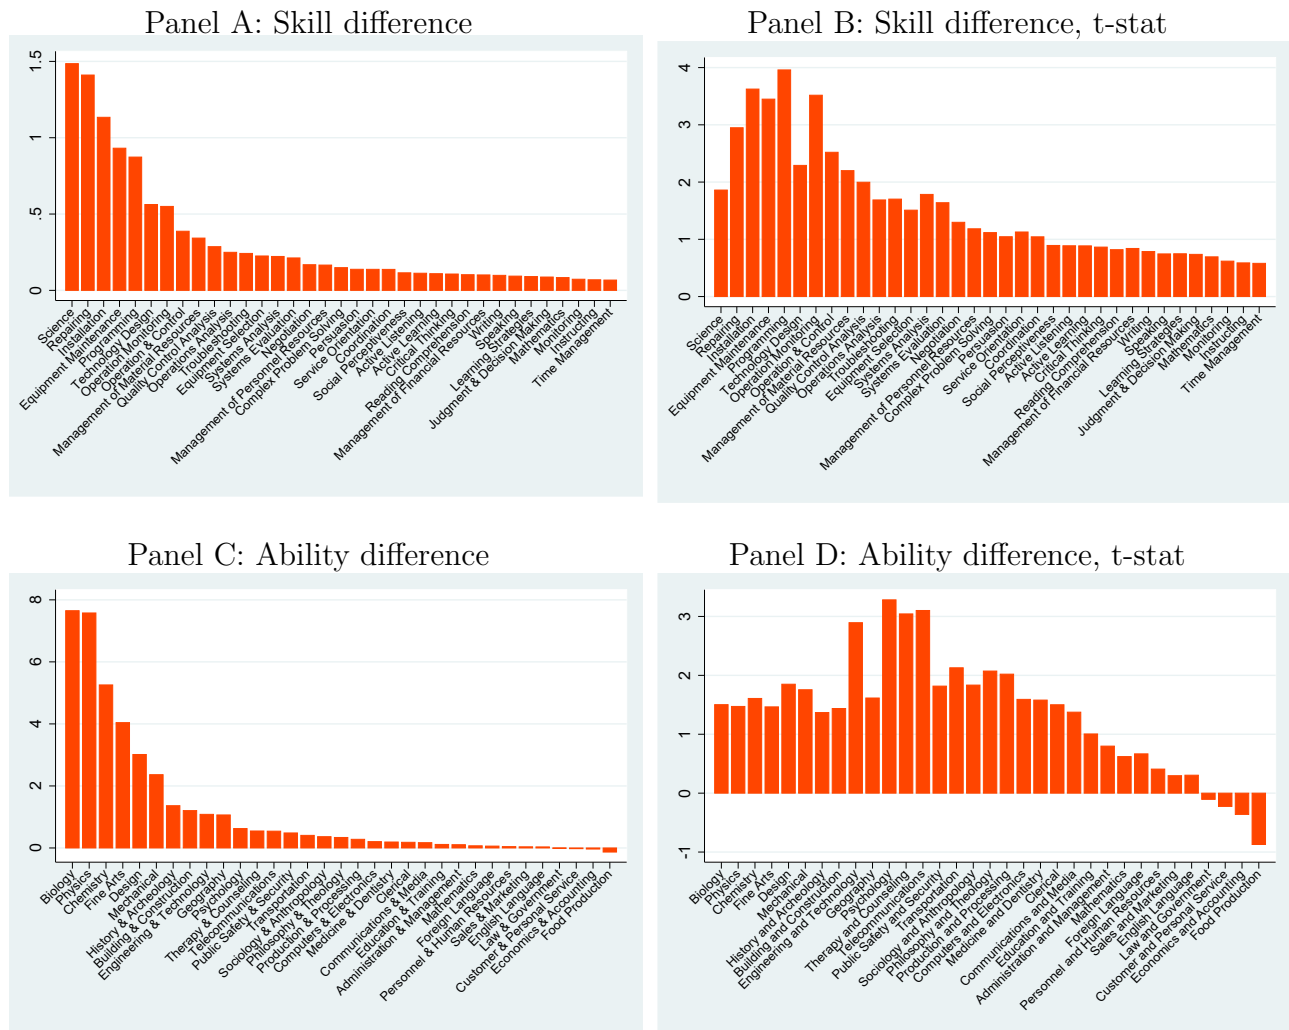 Panel A: Skill difference
1.5
1
.5
0
Science
Repairing
Installation
Equipment Maintenance
Programming
Technology Design
Operation Monitoring
Operation & Control
Management of Material Resources
Quality Control Analysis
Operations Analysis
Troubleshooting
Equipment Selection
Systems Analysis
Systems Evaluation
Negotiation
Management of Personnel Resources
Complex Problem Solving
Persuasion
Service Orientation
Coordination
Social Perceptiveness
Active Listening
Active Learning
Critical Thinking
Reading Comprehension
Management of Financial Resources
Writing
Speaking
Learning Strategies
Judgment & Decision Making
Mathematics
Monitoring
Instructing
Time Management
Panel B: Skill difference, t-stat
4
3
2
1
0
Science
Repairing
Installation
Equipment Maintenance
Programming
Technology Design
Operation Monitoring
Operation & Control
Management of Material Resources
Quality Control Analysis
Operations Analysis
Troubleshooting
Equipment Selection
Systems Analysis
Systems Evaluation
Negotiation
Management of Personnel Resources
Complex Problem Solving
Persuasion
Service Orientation
Coordination
Social Perceptiveness
Active Listening
Active Learning
Critical Thinking
Reading Comprehension
Management of Financial Resources
Writing
Speaking
Learning Strategies
Judgment & Decision Making
Mathematics
Monitoring
Instructing
Time Management
Panel C: Ability difference
8
6
4
2
0
Biology
Physics
Chemistry
Fine Arts
Design
Mechanical
History & Archeology
Building & Construction
Engineering & Technology
Geography
Psychology
Therapy & Counseling
Telecommunications
Public Safety & Security
Transportation
Sociology & Anthropology
Philosophy & Theology
Production & Processing
Computers & Electronics
Medicine & Dentistry
Clerical
Communications & Media
Education & Training
Administration & Management
Mathematics
Foreign Language
Personnel & Human Resources
Sales & Marketing
English Language
Law & Government
Customer & Personal Service
Economics & Accounting
Food Production
Panel D: Ability difference, t-stat
3
2
1
0
-1
Biology
Physics
Chemistry
Fine Arts
Design
Mechanical
History and Archeology
Building and Construction
Engineering and Technology
Geography
Psychology
Therapy and Counseling
Telecommunications
Public Safety and Security
Transportation
Sociology and Anthropology
Philosophy and Theology
Production and Processing
Computers and Electronics
Medicine and Dentistry
Clerical
Communications and Media
Education and Training
Administration and Management
Mathematics
Foreign Language
Personnel and Human Resources
Sales and Marketing
English Language
Law and Government
Customer and Personal Service
Economics and Accounting
Food Production